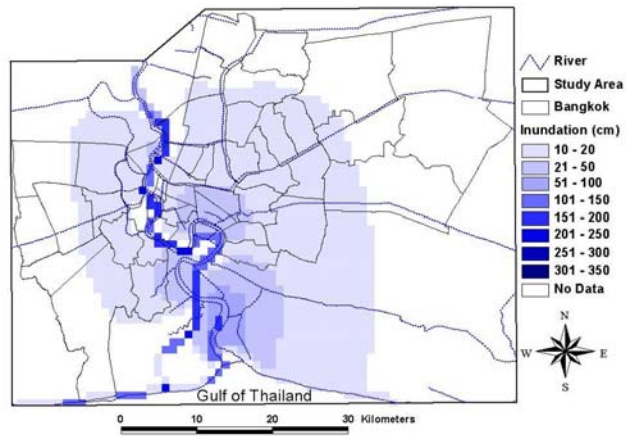 River
Study Area
Bangkok
Inundation (cm)
10 - 20
21 - 50
51 - 100
101 - 150
151 - 200
201 - 250
251 - 300
301 - 350
No Data
N
W E
S
Gulf of Thailand
0 10 20 30 Kilometers